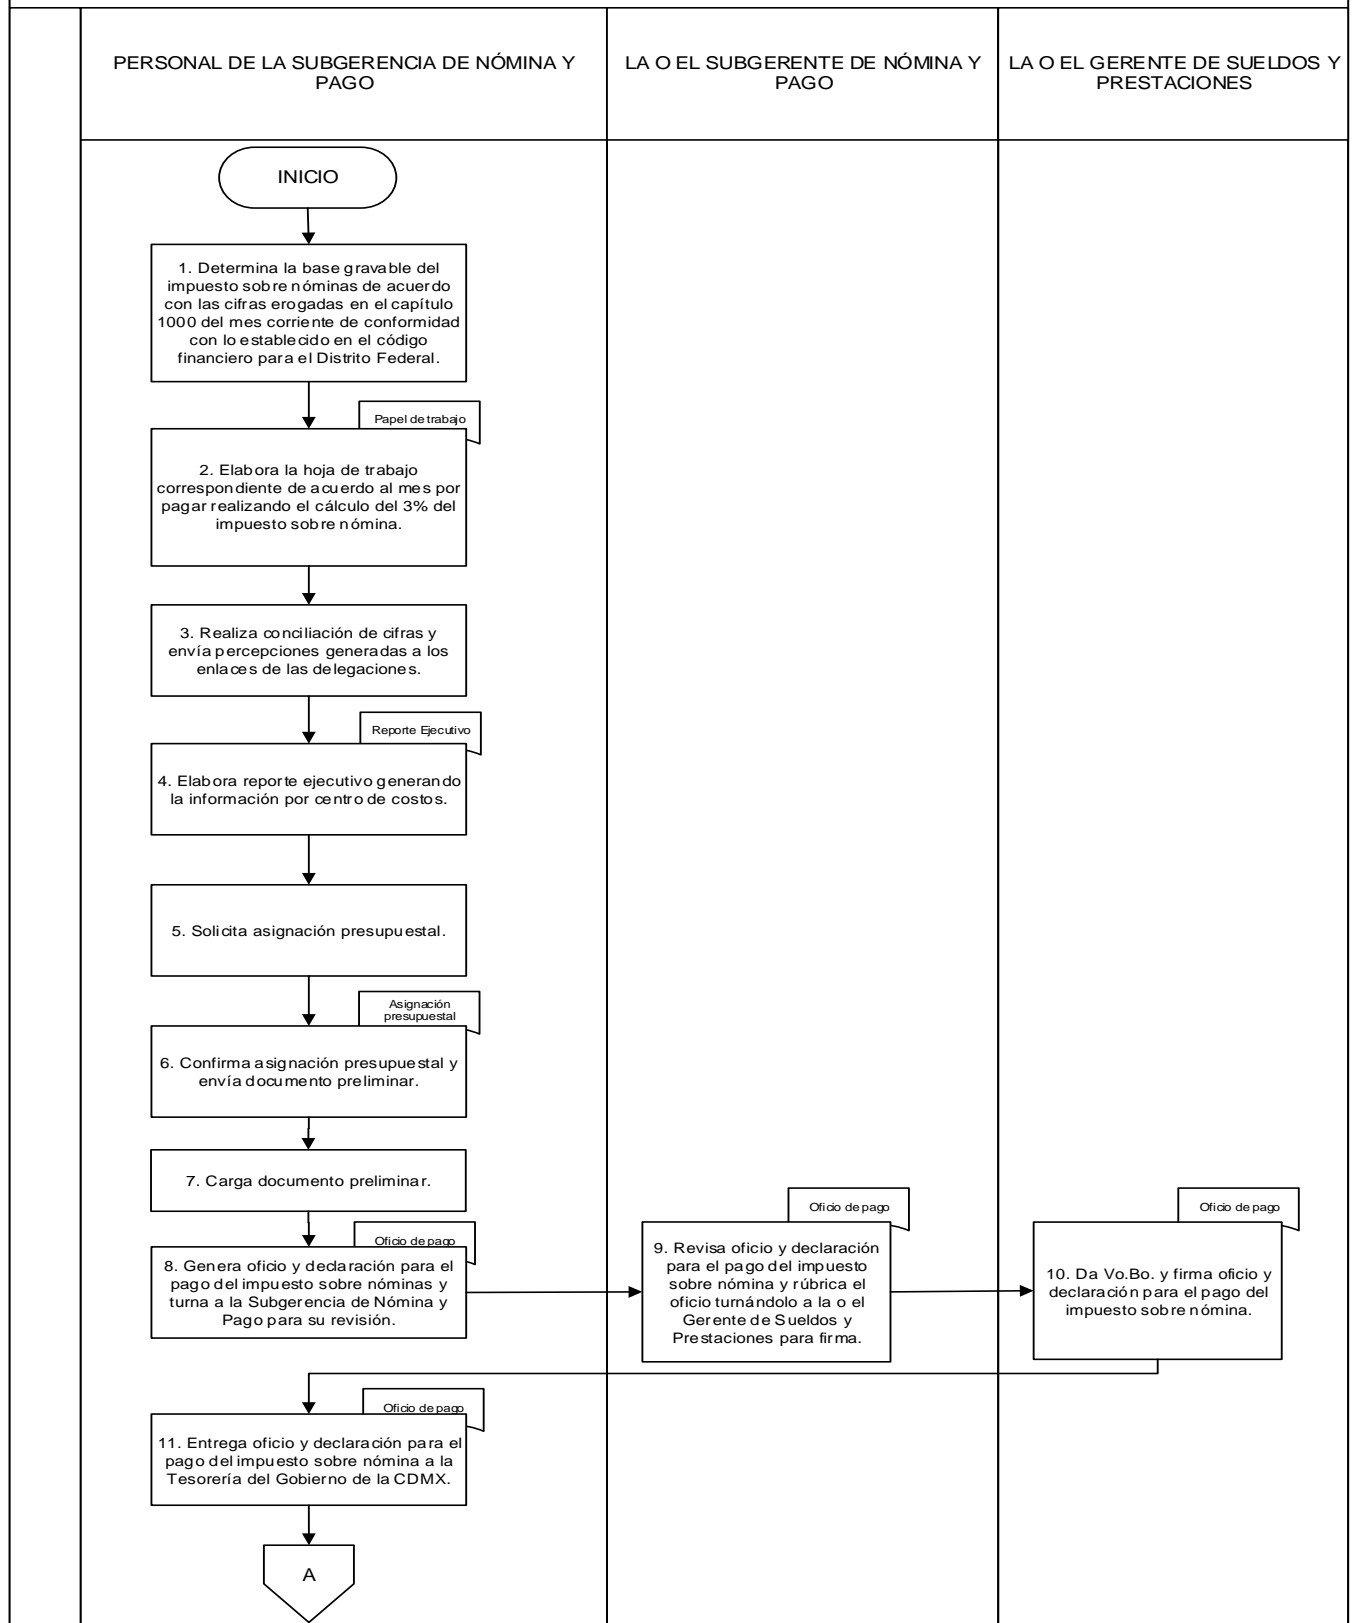 PERSONAL DE LA SUBGERENCIA DE NÓMINA Y
PAGO
LA O EL SUBGERENTE DE NÓMINA Y
PAGO
LA O EL GERENTE DE SUELDOS Y
PRESTACIONES
INICIO
1. Determina la base gravable del
impuesto sobre nóminas de acuerdo
con las cifras erogadas en el capítulo
1000 del mes corriente de conformidad
con lo establecido en el código
financiero para el Distrito Federal.
Papel de trabajo
2. Elabora la hoja de trabajo
correspondiente de acuerdo al mes por
pagar realizando el cálculo del 3% del
impuesto sobre nómina.
3. Realiza conciliación de cifras y
envía percepciones generadas a los
enlaces de las delegaciones.
Reporte Ejecutivo
4. Elabora reporte ejecutivo generando
la información por centro de costos.
5. Solicita asignación presupuestal.
Asignación
presupuestal
6. Confirma asignación presupuestal y
envía documento preliminar.
7. Carga documento preliminar.
Oficio de pago
8. Genera oficio y declaración para el
pago del impuesto sobre nóminas y
turna a la Subgerencia de Nómina y
Pago para su revisión.
Oficio de pago
9. Revisa oficio y declaración
para el pago del impuesto
sobre nómina y rúbrica el
oficio turnándolo a la o el
Gerente de Sueldos y
Prestaciones para firma.
Oficio de pago
10. Da Vo.Bo. y firma oficio y
declaración para el pago del
impuesto sobre nómina.
Oficio de pago
11. Entrega oficio y declaración para el
pago del impuesto sobre nómina a la
Tesorería del Gobierno de la CDMX.
A